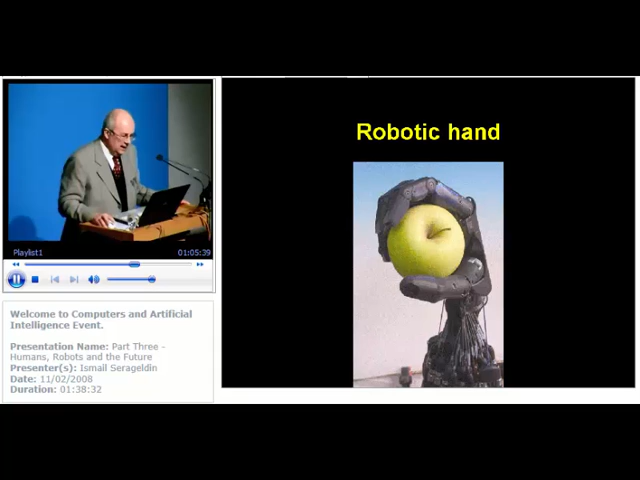 Robotic hand
Playlist1
01:05:39
Welcome to Computers and Artificial
Intelligence Event.
Presentation Name: Part Three -
Humans, Robots and the Future
Presenter(s): Ismail Serageldin
Date: 11/02/2008
Duration: 01:38:32